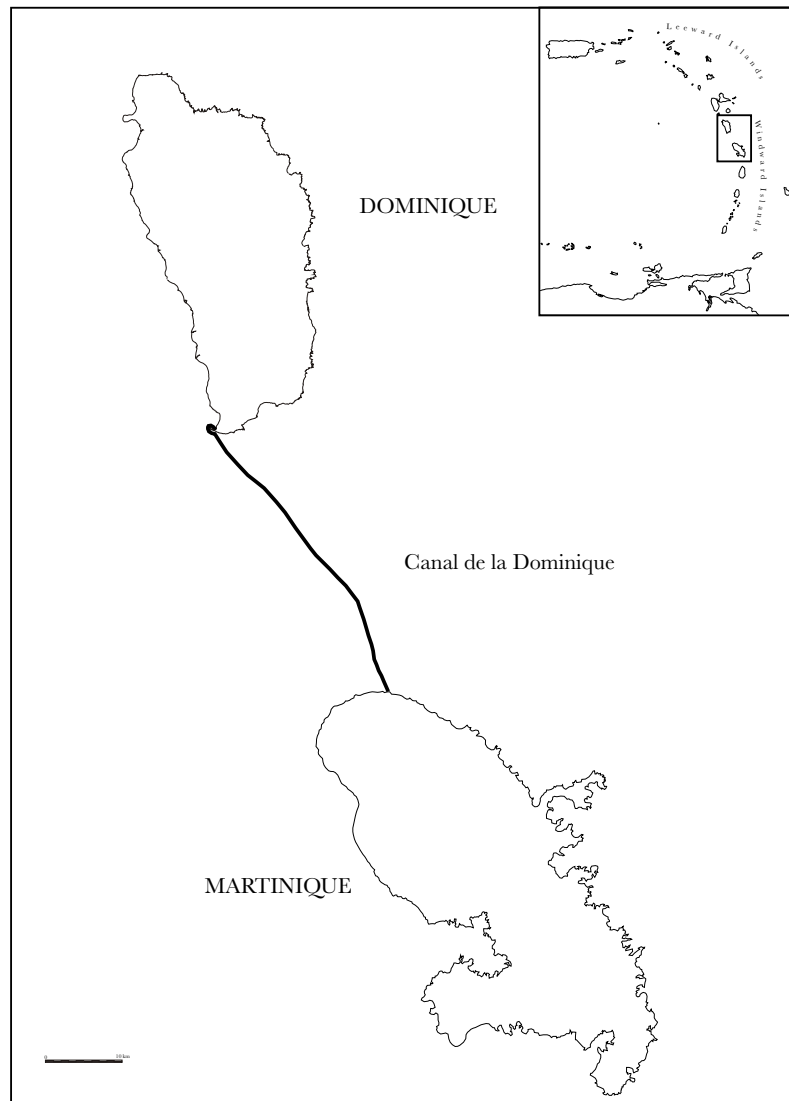 Leeward Islands
Windward Islands
DOMINIQUE
Canal de la Dominique
MARTINIQUE
0 10 km